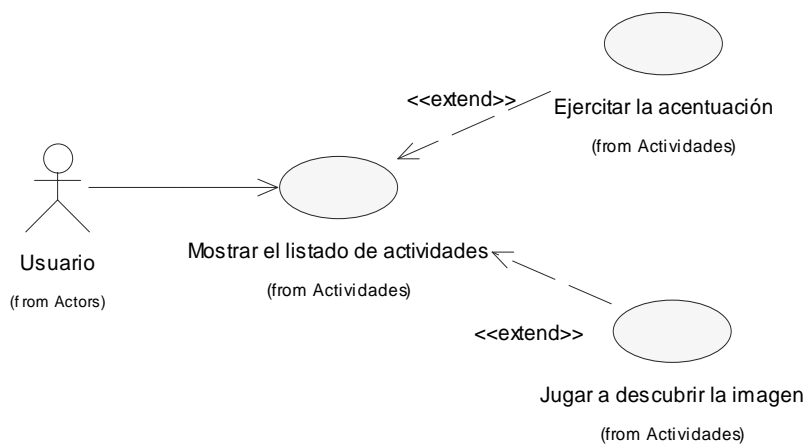 <<extend>>
Ejercitar la acentuación
(from Actividades)
Usuario
(from Actors)
Mostrar el listado de actividades
(from Actividades)
<<extend>>
Jugar a descubrir la imagen
(from Actividades)